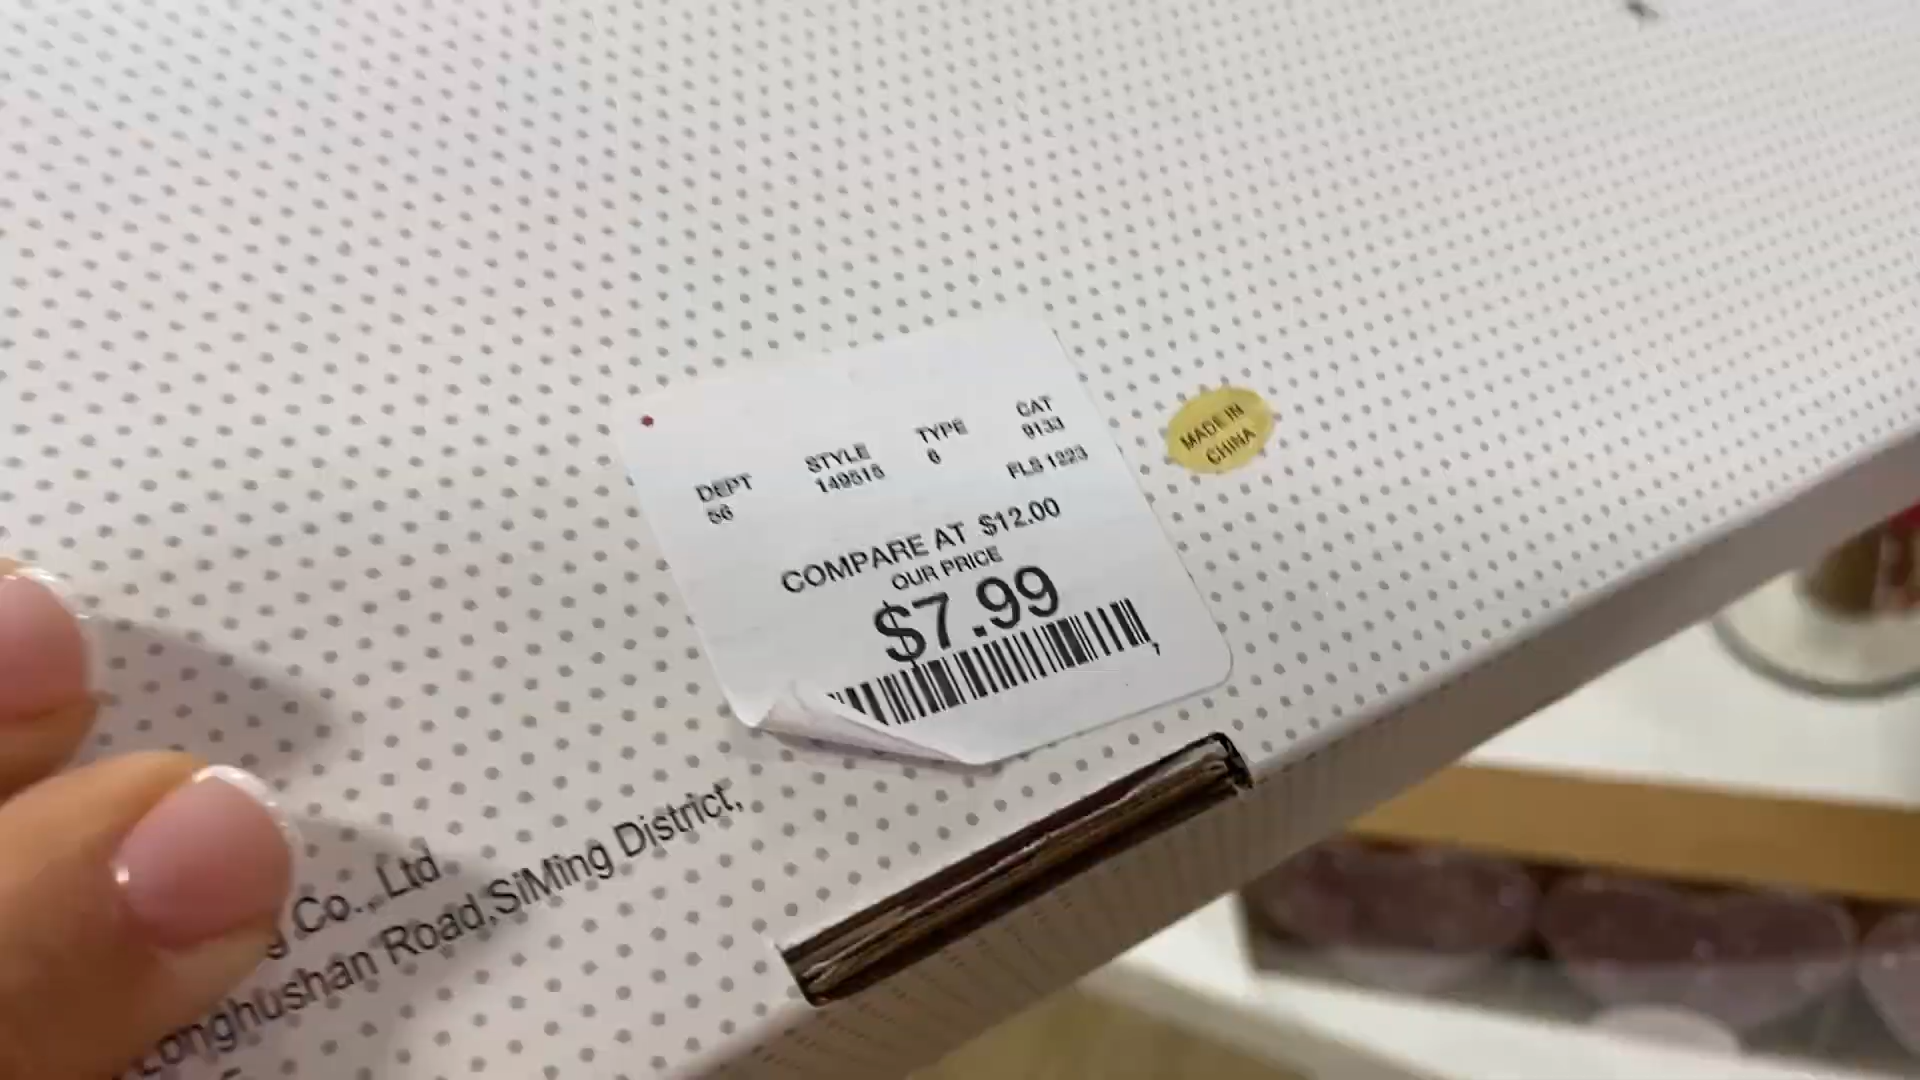 DEPT STYLE TYPE CAT
56 149516 6 9133
FLS 1223
COMPARE AT $12.00
OUR PRICE
$7.99
MADE IN
CHINA
Co.,Ltd
Longhushan Road,SiMing District,